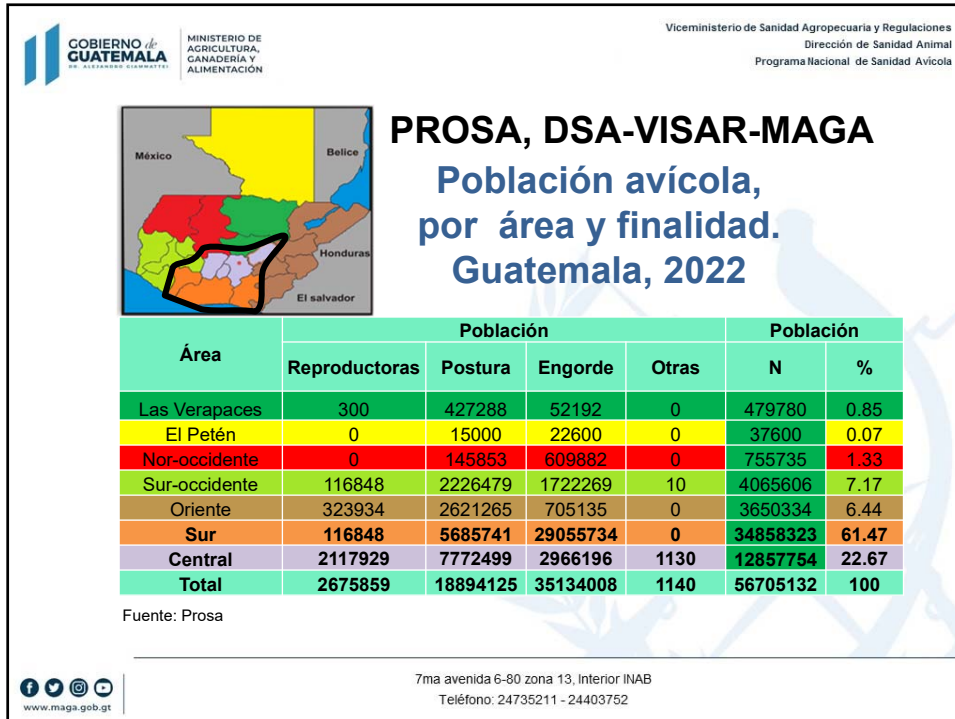 GOBIERNO de
GUATEMALA
DR. ALEJANDRO GIAMMATTEI
MINISTERIO DE
AGRICULTURA,
GANADERÍA Y
ALIMENTACIÓN
Viceministerio de Sanidad Agropecuaria y Regulaciones
Dirección de Sanidad Animal
Programa Nacional de Sanidad Avícola
México
Belice
Honduras
El salvador
PROSA, DSA-VISAR-MAGA
Población avícola,
por área y finalidad.
Guatemala, 2022
Área Población Población
Reproductoras Postura Engorde Otras N %
Las Verapaces 300 427288 52192 0 479780 0.85
El Petén 0 15000 22600 0 37600 0.07
Nor-occidente 0 145853 609882 0 755735 1.33
Sur-occidente 116848 2226479 1722269 10 4065606 7.17
Oriente 323934 2621265 705135 0 3650334 6.44
Sur 116848 5685741 29055734 0 34858323 61.47
Central 2117929 7772499 2966196 1130 12857754 22.67
Total 2675859 18894125 35134008 1140 56705132 100
Fuente: Prosa
www.maga.gob.gt
7ma avenida 6-80 zona 13, Interior INAB
Teléfono: 24735211 - 24403752